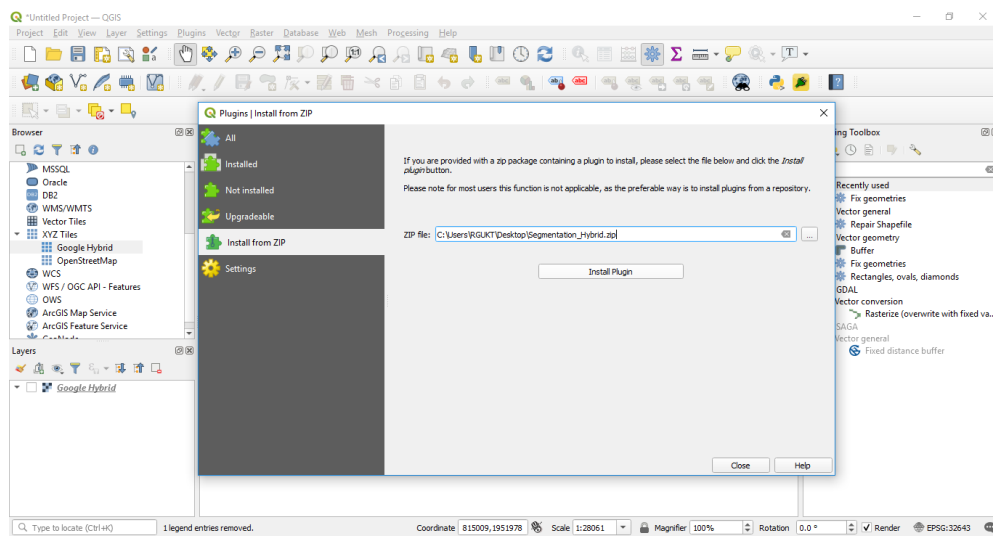 *Untitled Project — QGIS
Project Edit View Layer Settings Plugins Vector Raster Database Web Mesh Processing Help
Browser
MSSQL
Oracle
DB2
WMS/WMTS
Vector Tiles
XYZ Tiles
Google Hybrid
OpenStreetMap
WCS
WFS / OGC API - Features
OWS
ArcGIS Map Service
ArcGIS Feature Service
Layers
Google Hybrid
Plugins | Install from ZIP
All
Installed
Not installed
Upgradeable
Install from ZIP
Settings
If you are provided with a zip package containing a plugin to install, please select the file below and click the Install
plugin button.
Please note for most users this function is not applicable, as the preferable way is to install plugins from a repository.
ZIP file: C:\Users\RGUKT\Desktop\Segmentation_Hybrid.zip
...
Install Plugin
Close Help
ing Toolbox
Recently used
Fix geometries
Vector general
Repair Shapefile
Vector geometry
Buffer
Fix geometries
Rectangles, ovals, diamonds
GDAL
Vector conversion
Rasterize (overwrite with fixed va...
SAGA
Vector general
Fixed distance buffer
Type to locate (Ctrl+K) 1 legend entries removed. Coordinate 815009,1951978 Scale 1:28061 Magnifier 100% Rotation 0.0 ° Render EPSG:32643